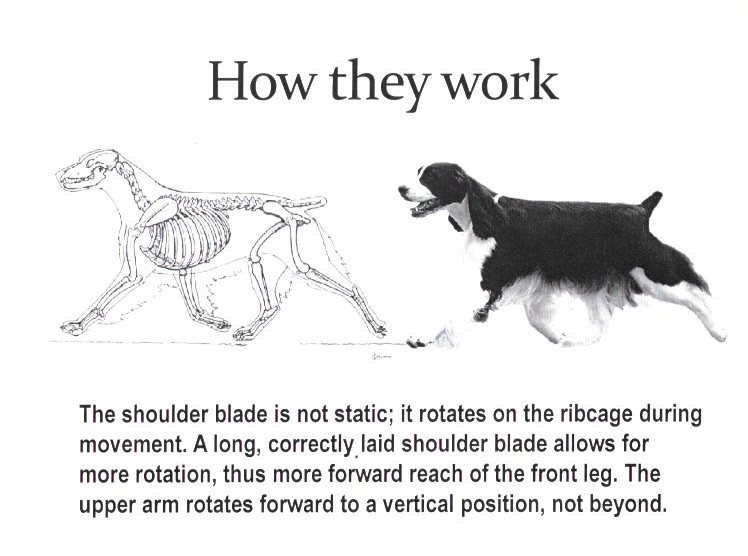 How they work
The shoulder blade is not static; it rotates on the ribcage during
movement. A long, correctly laid shoulder blade allows for
more rotation, thus more forward reach of the front leg. The
upper arm rotates forward to a vertical position, not beyond.